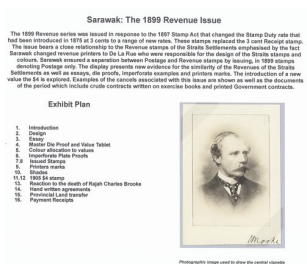 Sarawak: The 1899 Revenue Issue
The 1899 Revenue series was issued in response to the 1897 Stamp Act that changed the Stamp Duty rate that
had been introduced in 1875 at 3 cents to a range of new rates. These stamps replaced the 3 cent Receipt stamp.
The issue bears a close relationship to the Revenue stamps of the Straits Settlements emphasised by the fact
Sarawak changed revenue printers to De La Rue who were responsible for the design of the Straits stamps and
colours. Sarawak ensured a separation between Postage and Revenue stamps by issuing, in 1899 stamps
denoting Postage only. The display presents new evidence for the similarity of the Revenues of the Straits
Settlements as well as essays, die proofs, imperforate examples and printers marks. The introduction of a new
value the $4 is explored. Examples of the cancels associated with this issue are shown as well as the documents
of the period which include crude contracts written on exercise books and printed Government contracts.
Exhibit Plan
1. Introduction
2. Design
3. Essay
4. Master Die Proof and Value Tablet
5. Colour allocation to values
6. Imperforate Plate Proofs
7.8 Issued Stamps
9. Printers marks
10. Shades
11.12 1905 $4 stamp
13. Reaction to the death of Rajah Charles Brooke
14. Hand written agreements
15. Provincial Land transfer
16. Payment Receipts
Photographic image used to draw the central vignette